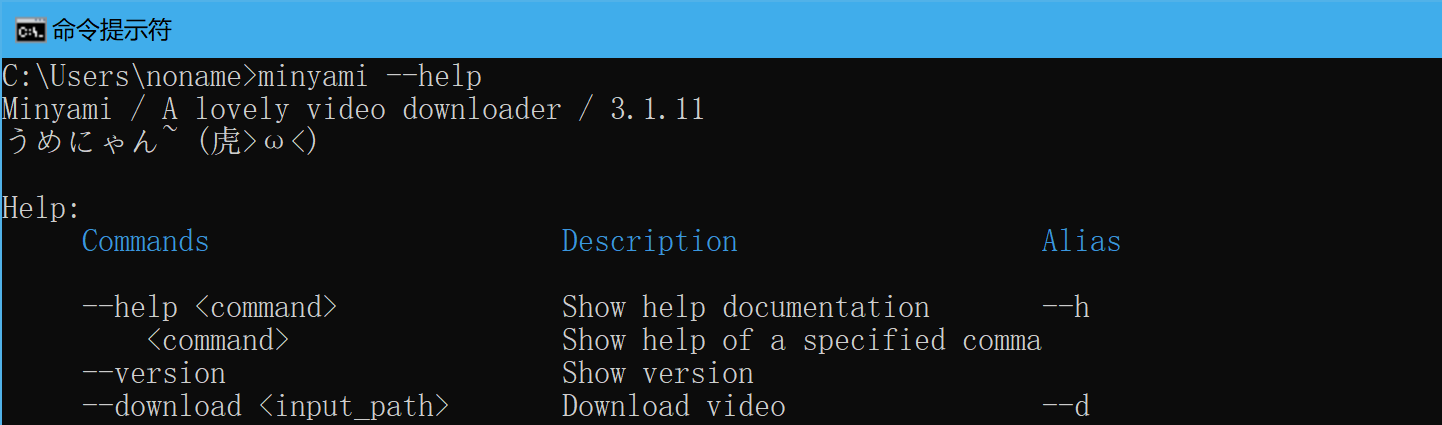 命令提示符
C:\Users\noname>minyami --help
Minyami / A lovely video downloader / 3.1.11
うめにゃん~ (虎>ω<)
Help:
Commands Description Alias
--help <command> Show help documentation --h
<command> Show help of a specified comma
--version Show version
--download <input_path> Download video --d